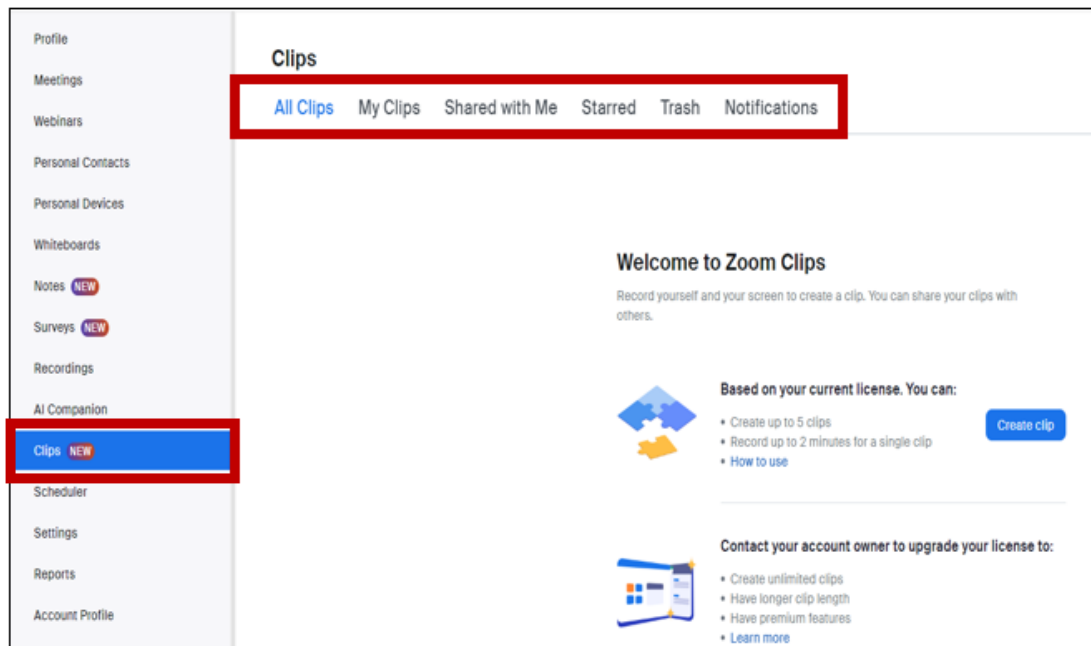 Profile
Meetings
Webinars
Personal Contacts
Personal Devices
Whiteboards
Notes NEW
Surveys NEW
Recordings
AI Companion
Clips NEW
Scheduler
Settings
Reports
Account Profile
Clips
All Clips My Clips Shared with Me Starred Trash Notifications
Welcome to Zoom Clips
Record yourself and your screen to create a clip. You can share your clips with
others.
Based on your current license. You can:
• Create up to 5 clips
• Record up to 2 minutes for a single clip
• How to use
Create clip
Contact your account owner to upgrade your license to:
• Create unlimited clips
• Have longer clip length
• Have premium features
• Learn more